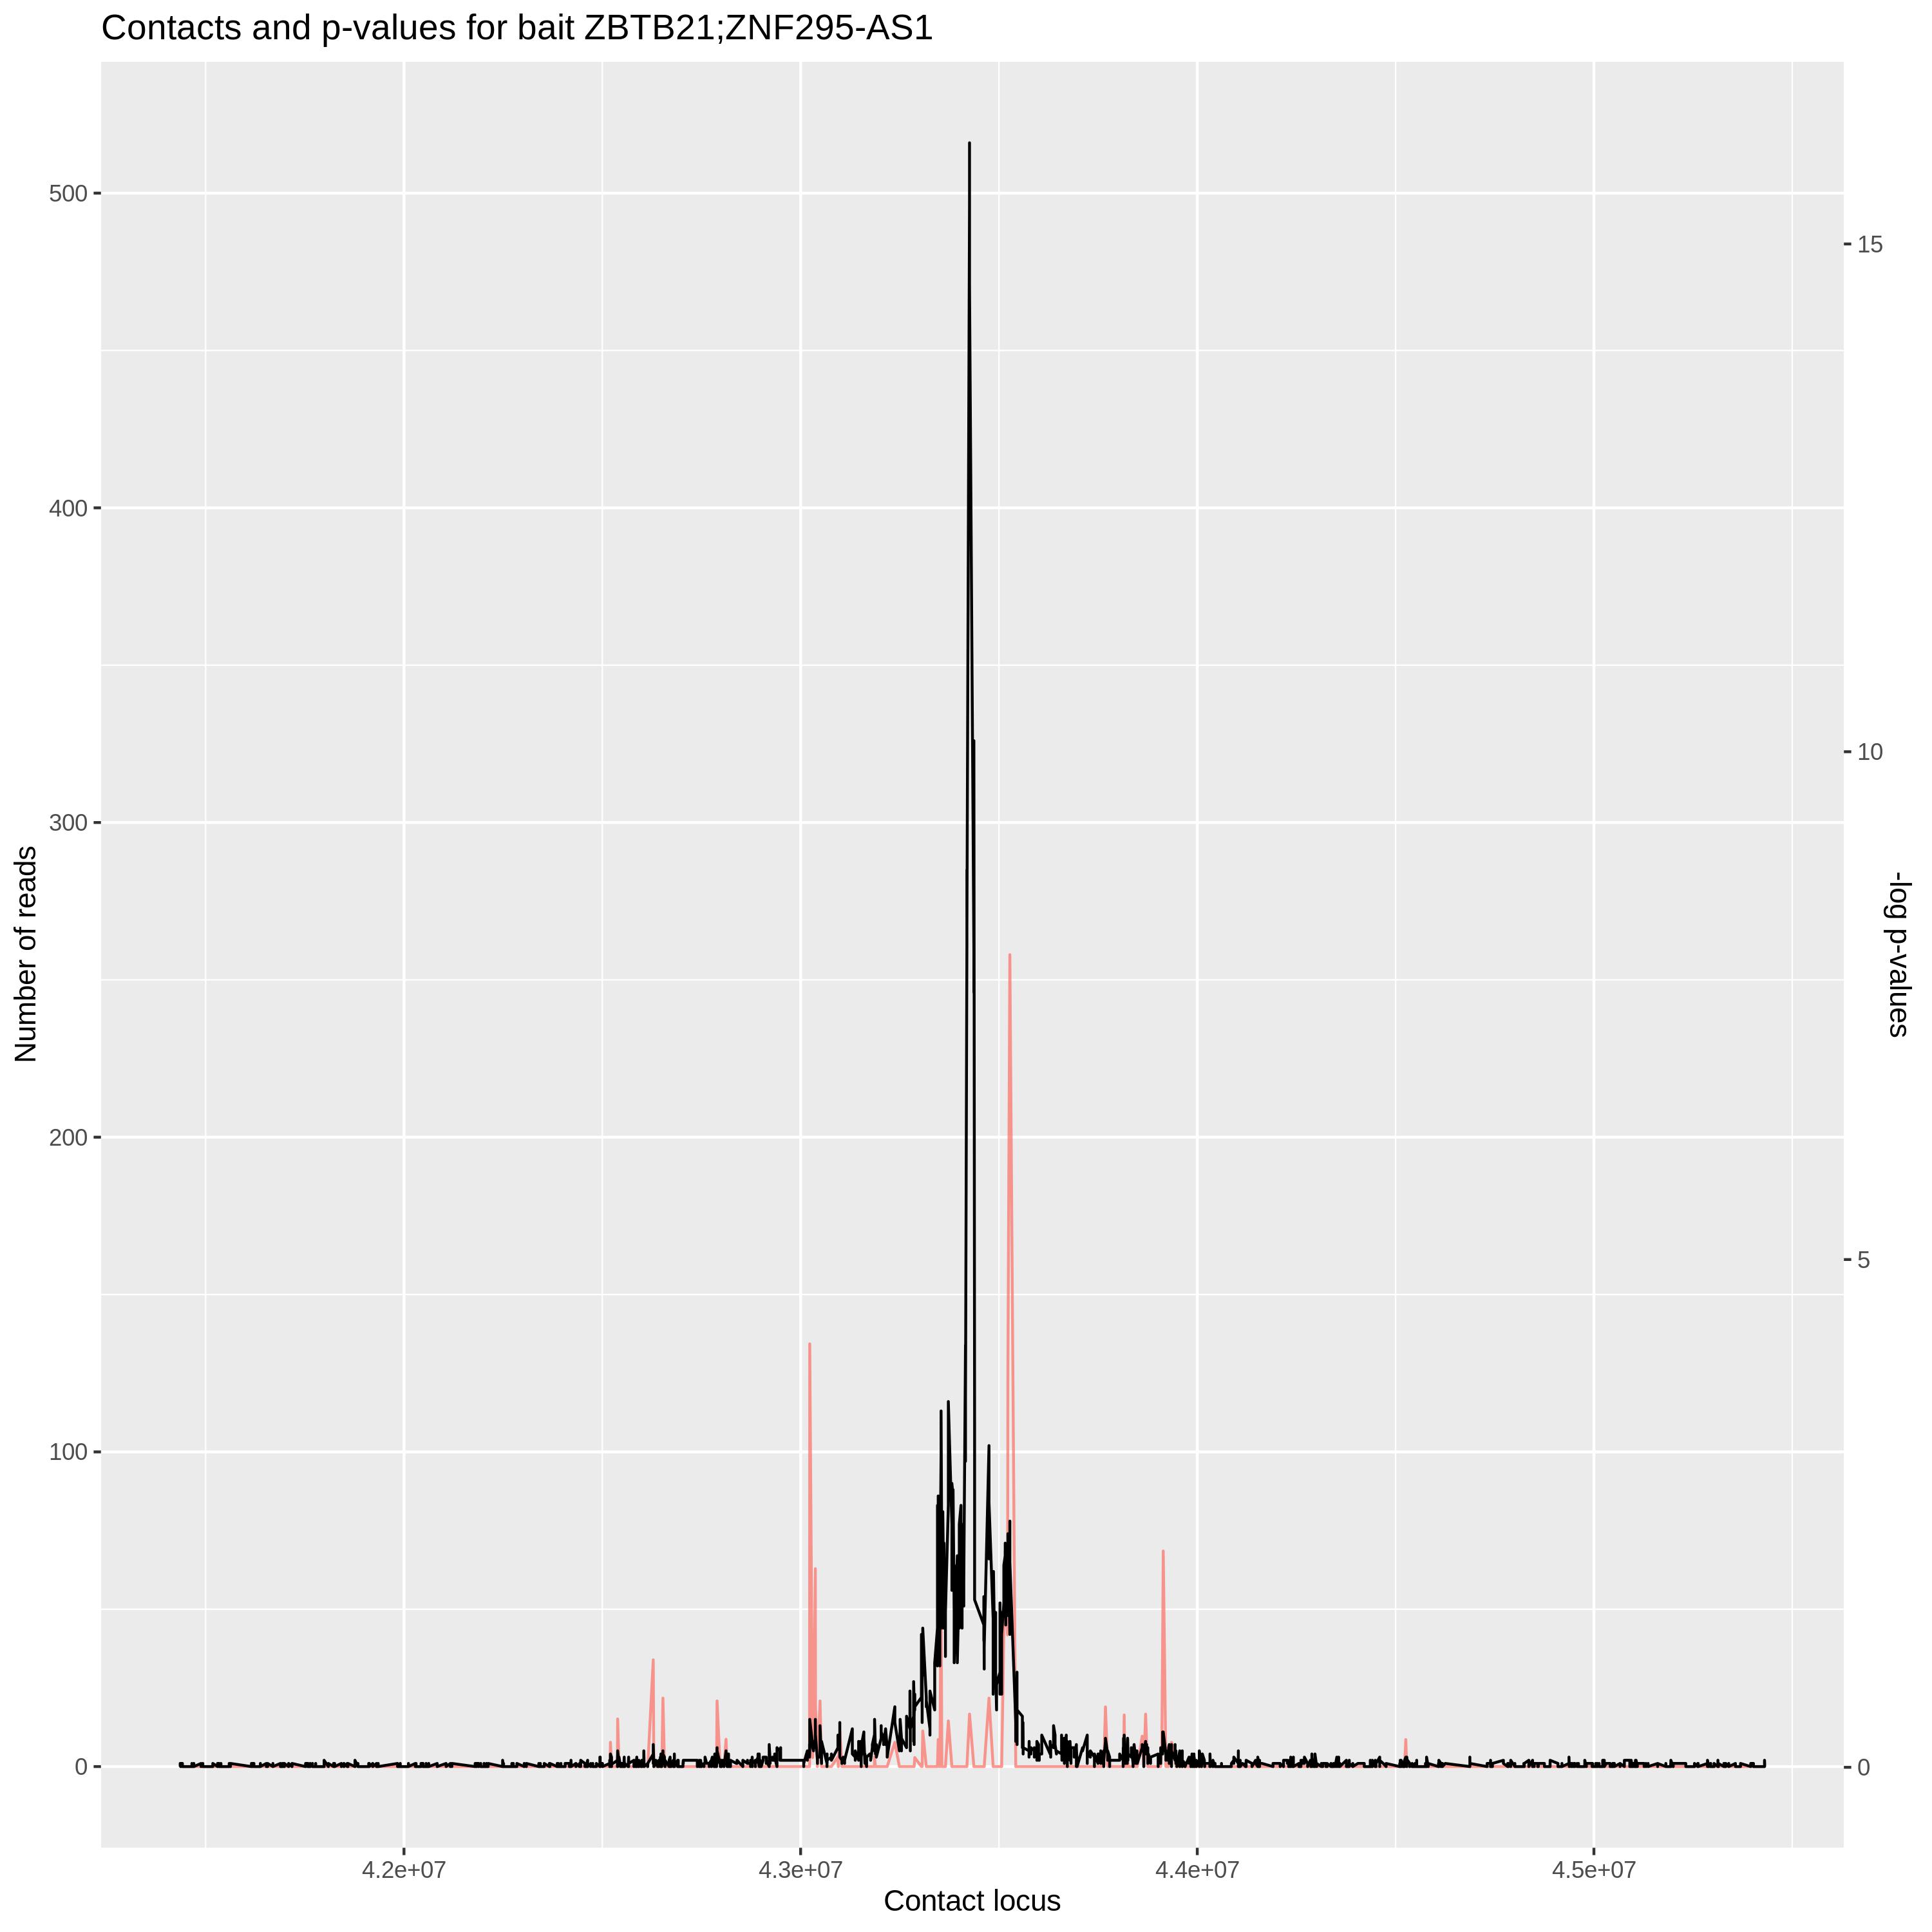 Contacts and p-values for bait ZBTB21;ZNF295-AS1
500
400
300
200
100
0
Number of reads
15
10
5
0
-log p-values
4.2e+07
4.3e+07
4.4e+07
4.5e+07
Contact locus